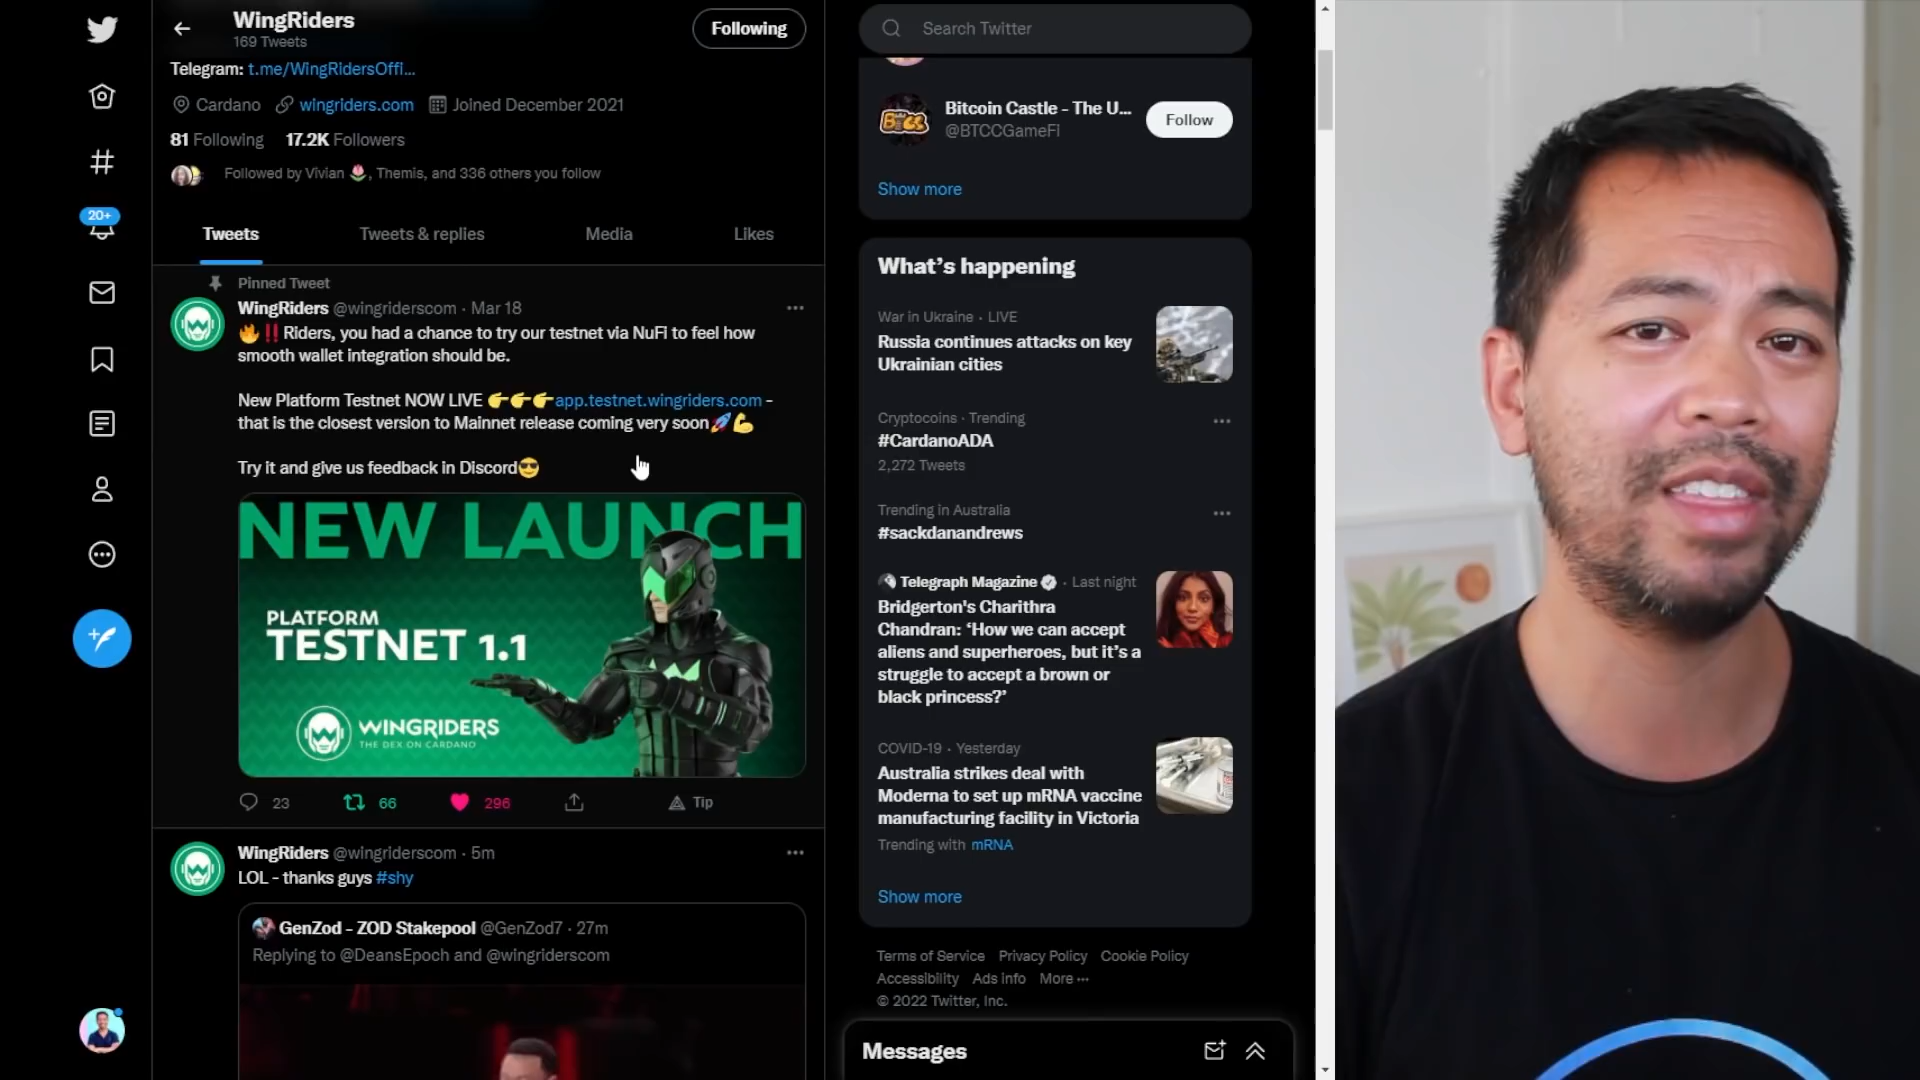 WingRiders
169 Tweets
Following
Telegram: t.me/WingRidersOffi...
Cardano wingriders.com Joined December 2021
81 Following 17.2K Followers
Followed by Vivian 🌷, Themis, and 336 others you follow
Tweets Tweets & replies Media Likes
Pinned Tweet
WingRiders @wingriderscom · Mar 18
🔥‼️Riders, you had a chance to try our testnet via NuFi to feel how
smooth wallet integration should be.
New Platform Testnet NOW LIVE 👉👉👉app.testnet.wingriders.com -
that is the closest version to Mainnet release coming very soon🚀💪
Try it and give us feedback in Discord😎
NEW LAUNCH
PLATFORM
TESTNET 1.1
WINGRIDERS
THE DEX ON CARDANO
23 66 296 Tip
WingRiders @wingriderscom · 5m
LOL - thanks guys #shy
GenZod - ZOD Stakepool @GenZod7 · 27m
Replying to @DeansEpoch and @wingriderscom
20+
Search Twitter
Bitcoin Castle - The U...
@BTCCGameFI
Follow
Show more
What's happening
War in Ukraine · LIVE
Russia continues attacks on key
Ukrainian cities
Cryptocoins · Trending
#CardanoADA
2,272 Tweets
Trending in Australia
#sackdanandrews
Telegraph Magazine · Last night
Bridgerton's Charithra
Chandran: ‘How we can accept
aliens and superheroes, but it’s a
struggle to accept a brown or
black princess?’
COVID-19 · Yesterday
Australia strikes deal with
Moderna to set up mRNA vaccine
manufacturing facility in Victoria
Trending with mRNA
Show more
Terms of Service Privacy Policy Cookie Policy
Accessibility Ads info More ···
© 2022 Twitter, Inc.
Messages